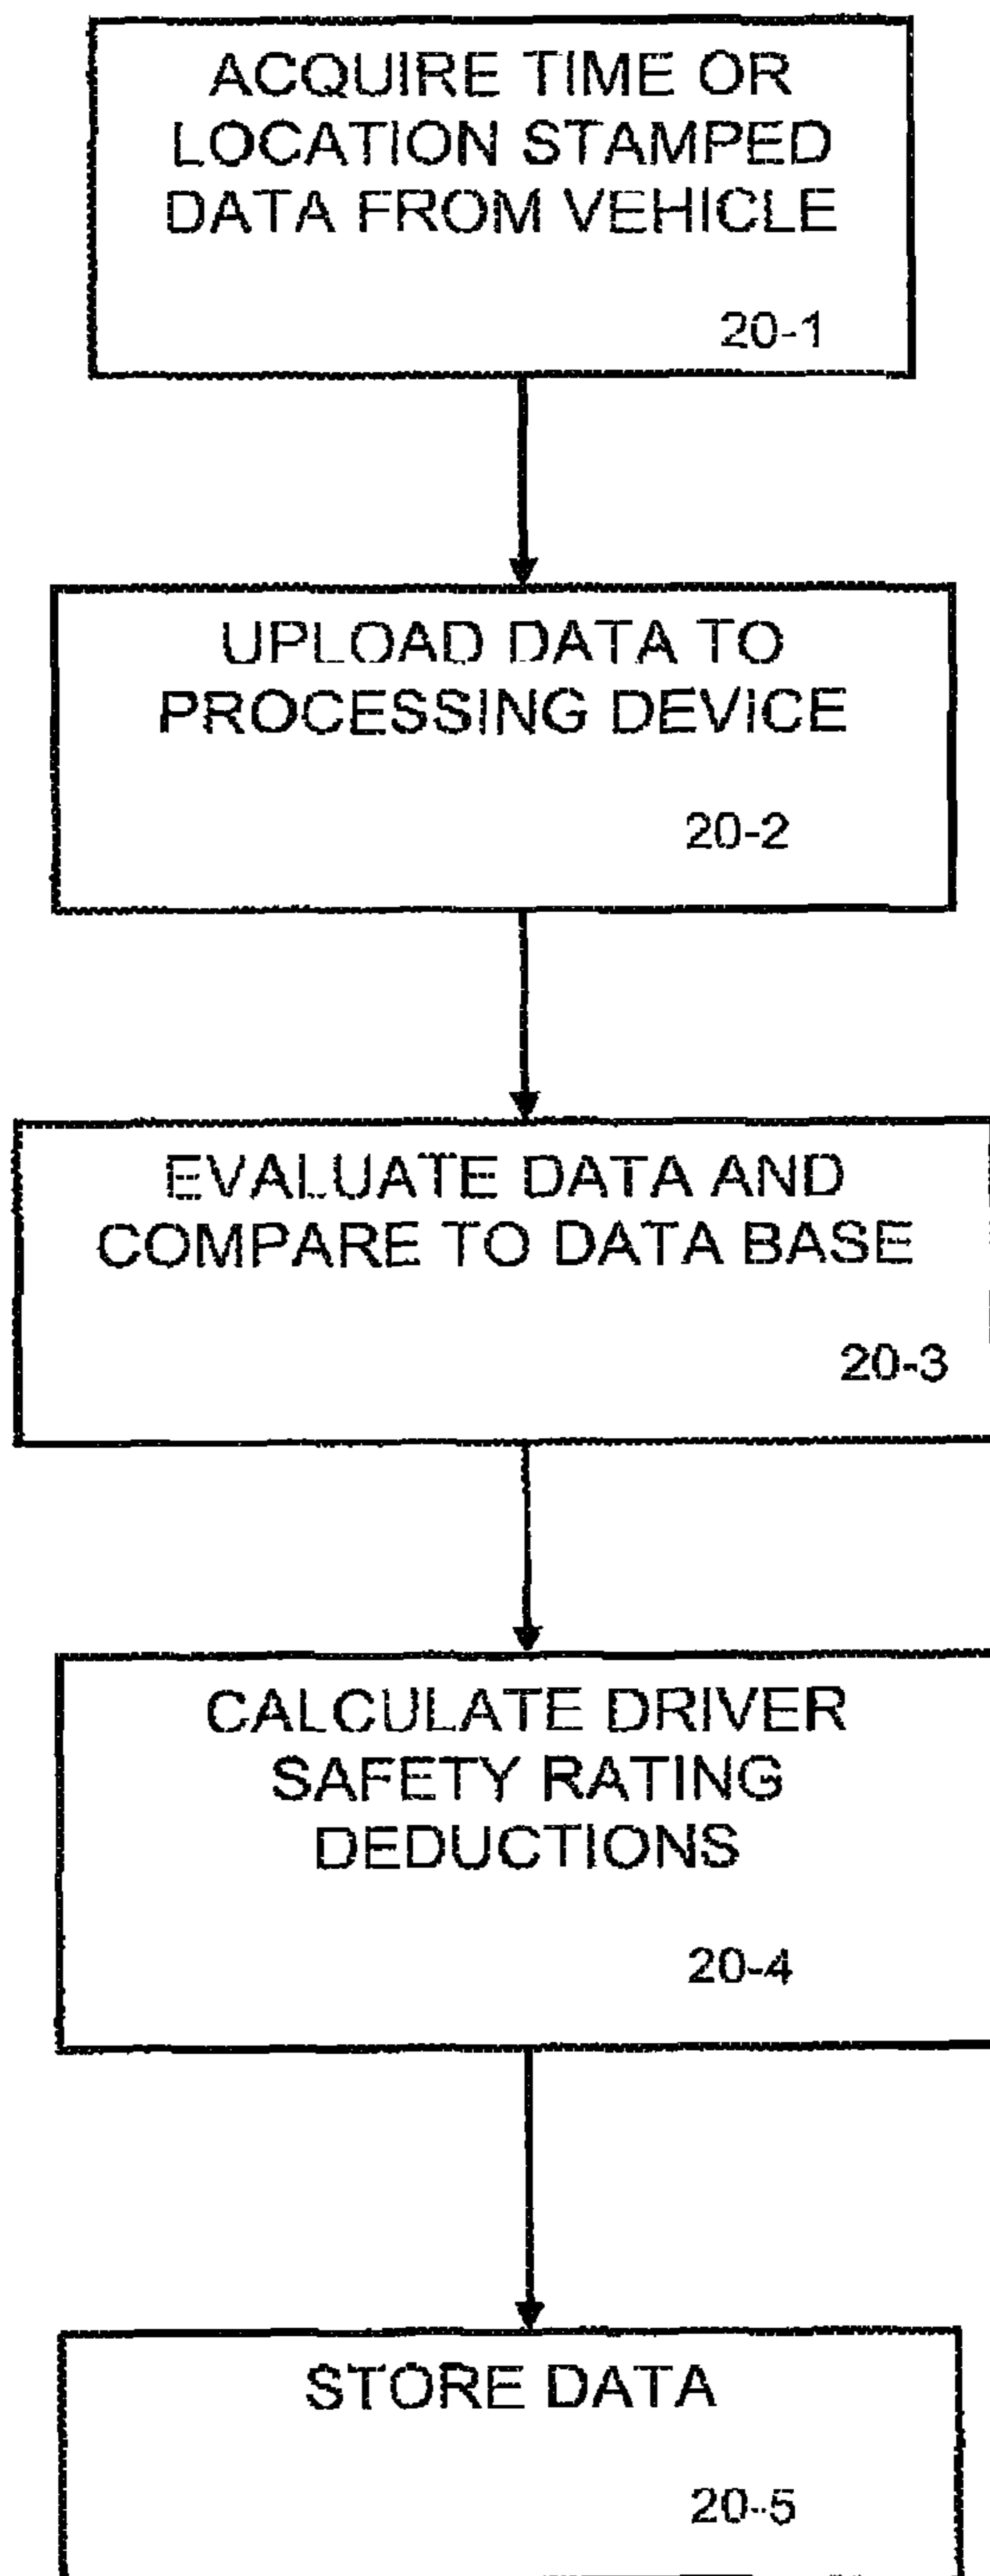 ACQUIRE TIME OR
LOCATION STAMPED
DATA FROM VEHICLE
20-1
UPLOAD DATA TO
PROCESSING DEVICE
20-2
EVALUATE DATA AND
COMPARE TO DATA BASE
20-3
CALCULATE DRIVER
SAFETY RATING
DEDUCTIONS
20-4
STORE DATA
20-5